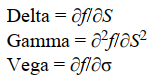 Delta = ∂f/∂S
Gamma = ∂²f/∂S²
Vega = ∂f/∂σ